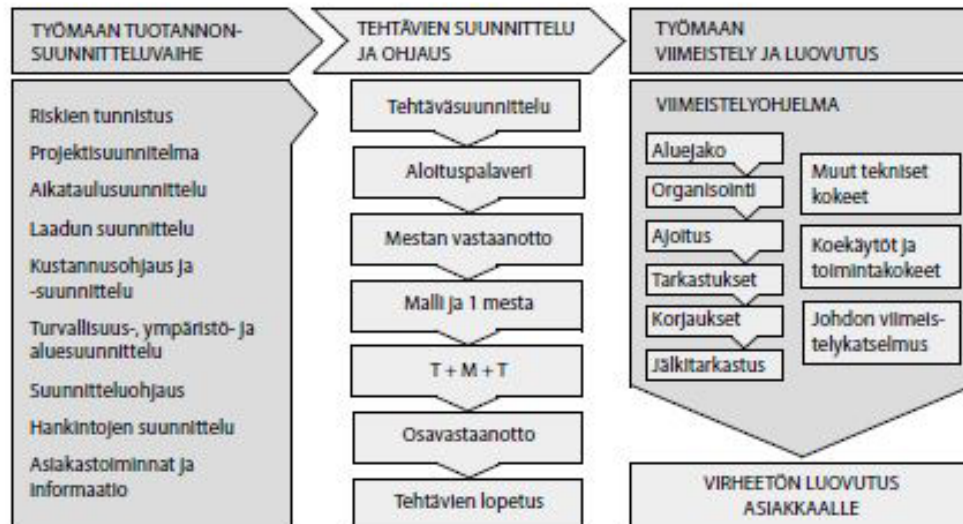 TYÖMAAN TUOTANNON-
SUUNNITTELUVAIHE
Riskien tunnistus
Projektisuunnitelma
Aikataulusuunnittelu
Laadun suunnittelu
Kustannusohjaus ja
-suunnittelu
Turvallisuus-, ympäristö- ja
aluesuunnittelu
Suunnitteluohjaus
Hankintojen suunnittelu
Asiakastoiminnat ja
informaatio
TEHTÄVIEN SUUNNITTELU
JA OHJAUS
Tehtäväsuunnittelu
Aloituspalaveri
Mestan vastaanotto
Malli ja 1 mesta
T + M + T
Osavastaanotto
Tehtävien lopetus
TYÖMAAN
VIIMEISTELY JA LUOVUTUS
VIIMEISTELYOHJELMA
Aluejako
Organisointi
Ajoitus
Tarkastukset
Korjaukset
Jälkitarkastus
Muut tekniset
kokeet
Koekäytöt ja
toimintakokeet
Johdon viimeis-
telykatselmus
VIRHEETÖN LUOVUTUS
ASIAKKAALLE